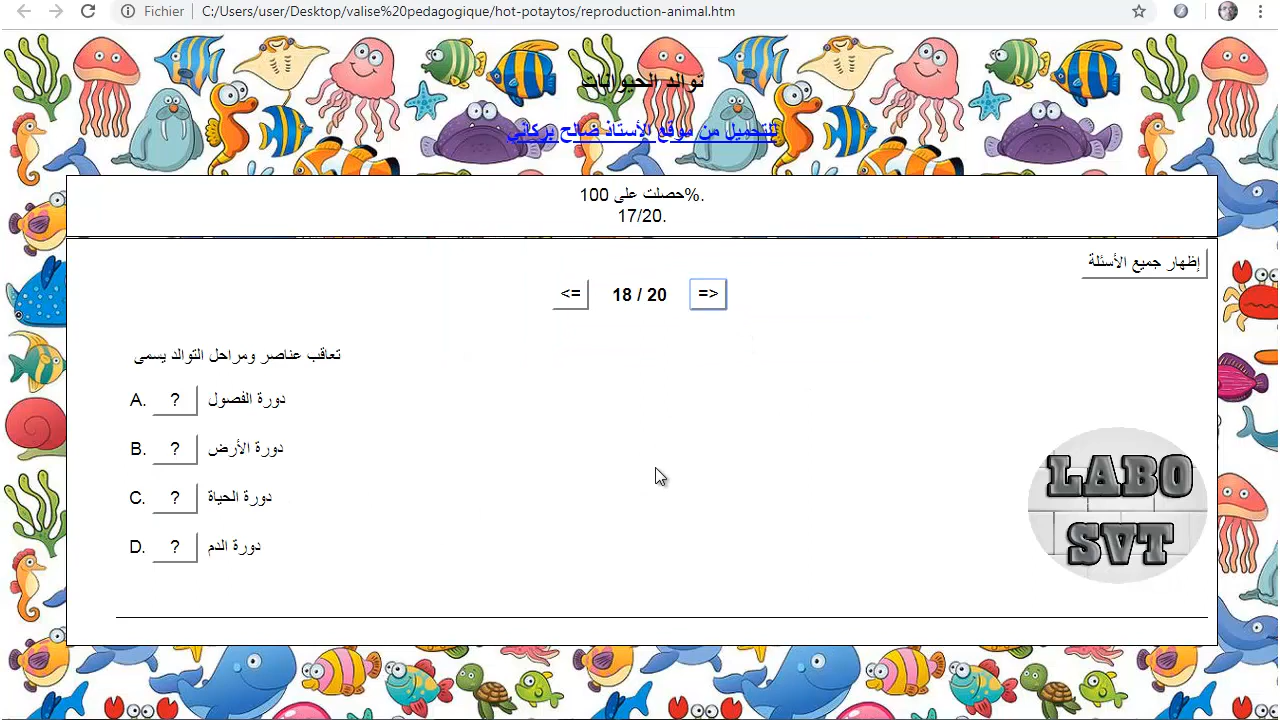 Fichier C:/Users/user/Desktop/valise%20pedagogique/hot-potaytos/reproduction-animal.htm
توالد الحيوانات
للتحميل من موقع الأستاذ صالح بركاني
حصلت على 100%.
17/20.
إظهار جميع الأسئلة
<= 18 / 20 =>
تعاقب عناصر ومراحل التوالد يسمى
A. ? دورة الفصول
B. ? دورة الأرض
C. ? دورة الحياة
D. ? دورة الدم
LABO
SVT